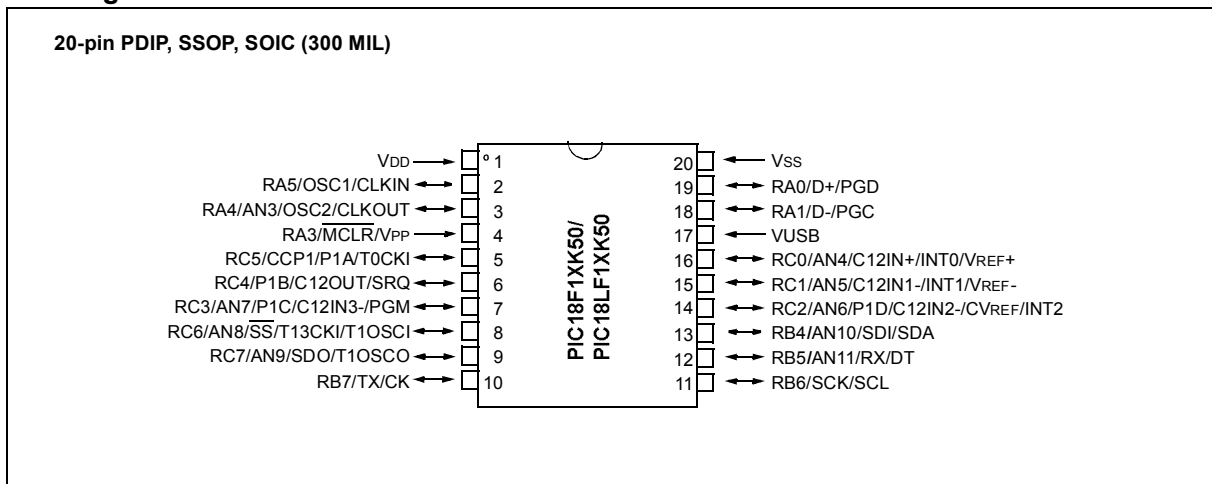 20-pin PDIP, SSOP, SOIC (300 MIL)
VDD
RA5/OSC1/CLKIN
RA4/AN3/OSC2/CLKOUT
RA3/MCLR/VPP
RC5/CCP1/P1A/T0CKI
RC4/P1B/C12OUT/SRQ
RC3/AN7/P1C/C12IN3-/PGM
RC6/AN8/SS/T13CKI/T1OSCI
RC7/AN9/SDO/T1OSCO
RB7/TX/CK
1
2
3
4
5
6
7
8
9
10
PIC18F1XK50/
PIC18LF1XK50
20
19
18
17
16
15
14
13
12
11
VSS
RA0/D+/PGD
RA1/D-/PGC
VUSB
RC0/AN4/C12IN+/INT0/VREF+
RC1/AN5/C12IN1-/INT1/VREF-
RC2/AN6/P1D/C12IN2-/CVREF/INT2
RB4/AN10/SDI/SDA
RB5/AN11/RX/DT
RB6/SCK/SCL